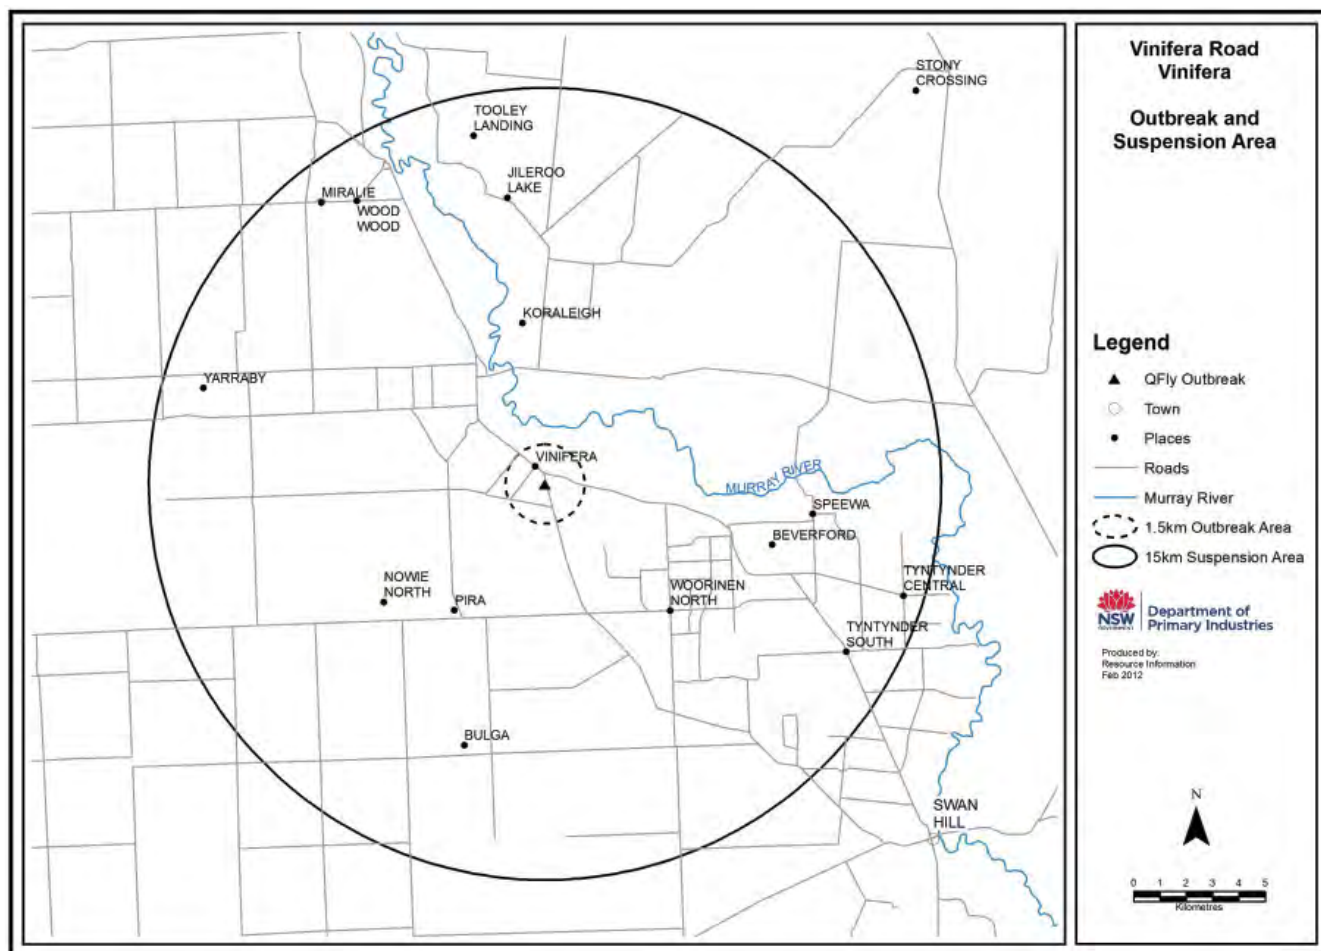 Vinifera Road
Vinifera
Outbreak and
Suspension Area
STONY
CROSSING
TOOLEY
LANDING
JILEROO
LAKE
MIRALIE
WOOD
WOOD
KORALEIGH
YARRABY
VINIFERA
MURRAY RIVER
SPEEWA
BEVERFORD
NOWIE
NORTH
PIRA
WOORINEN
NORTH
TYNTYNDER
CENTRAL
TYNTYNDER
SOUTH
BULGA
SWAN
HILL
Legend
QFly Outbreak
Town
Places
Roads
Murray River
1.5km Outbreak Area
15km Suspension Area
NSW
GOVERNMENT
Department of
Primary Industries
Produced by:
Resource Information
Feb 2012
N
0 1 2 3 4 5
Kilometres